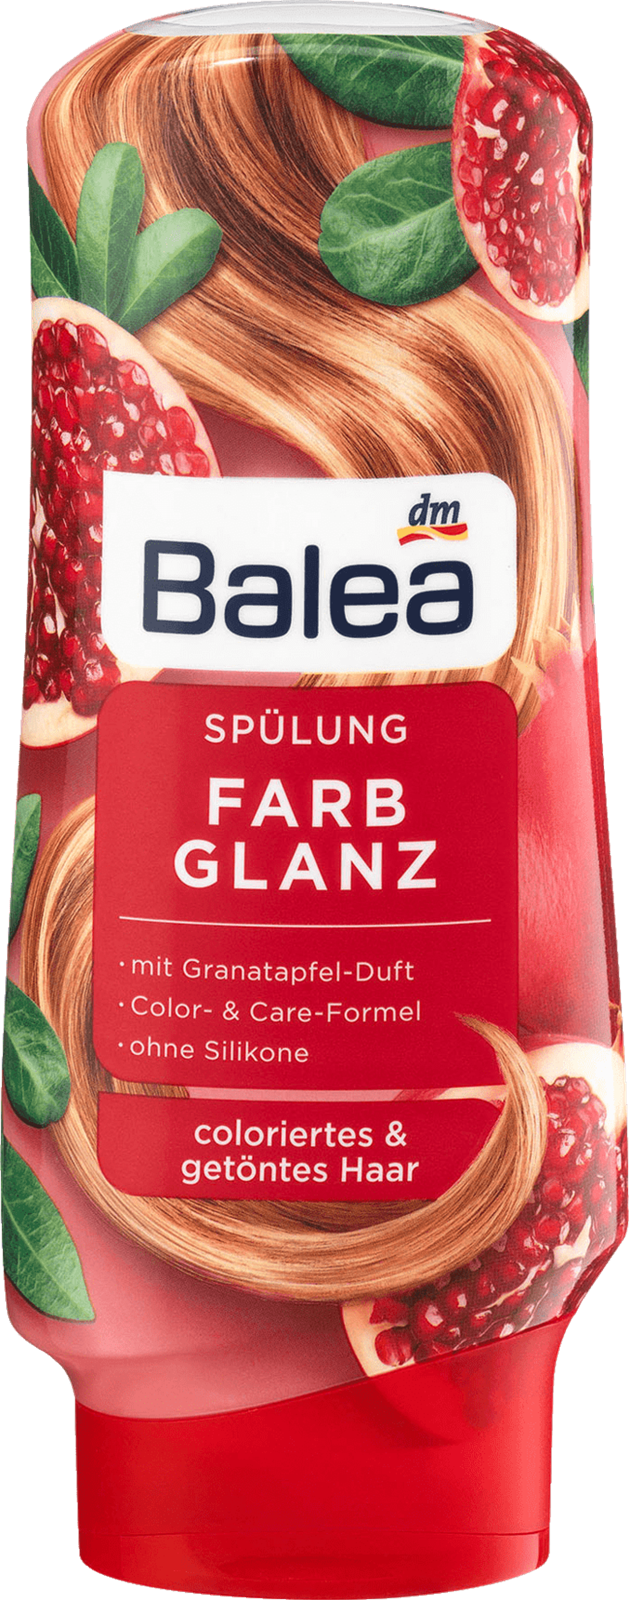 dm
Balea
SPÜLUNG
FARB
GLANZ
· mit Granatapfel-Duft
· Color- & Care-Formel
· ohne Silikone
coloriertes &
getöntes Haar